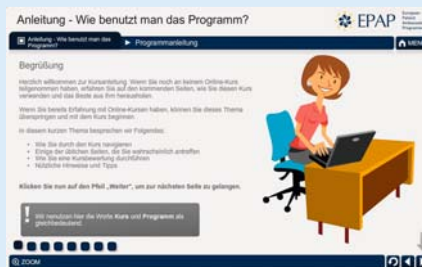 Anleitung - Wie benutzt man das Programm?
EPAP
European
Patent
Ambassador
Programme
Anleitung - Wie benutzt man das
Programm?
Programmanleitung
MENÜ
Begrüßung
Herzlich willkommen zur Kursanleitung. Wenn Sie noch an keinem Online-Kurs
teilgenommen haben, erfahren Sie auf den kommenden Seiten, wie Sie diesen Kurs
verwenden und das Beste aus ihm herausholen.
Wenn Sie bereits Erfahrung mit Online-Kursen haben, können Sie dieses Thema
überspringen und mit dem Kurs beginnen.
In diesem kurzen Thema besprechen wir Folgendes:
Wie Sie durch den Kurs navigieren
Einige der üblichen Seiten, die Sie wahrscheinlich antreffen
Wie Sie eine Kursbewertung durchführen
Nützliche Hinweise und Tipps
Klicken Sie nun auf den Pfeil „Weiter“, um zur nächsten Seite zu gelangen.
! Wir benutzen hier die Worte Kurs und Programm als
gleichbedeutend.
ZOOM